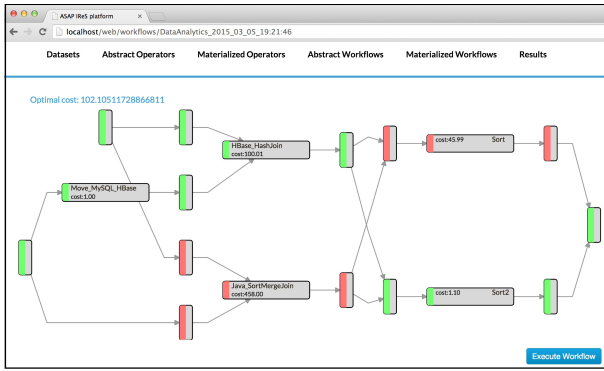 ASAP IReS platform
localhost/web/workflows/DataAnalytics_2015_03_05_19:21:46
Datasets Abstract Operators Materialized Operators Abstract Workflows Materialized Workflows Results
Optimal cost: 102.10511728866811
HBase_HashJoin
cost:100.01
cost:45.99 Sort
Move_MySQL_HBase
cost:1.00
Java_SortMergeJoin
cost:458.00
cost:1.10 Sort2
Execute Workflow